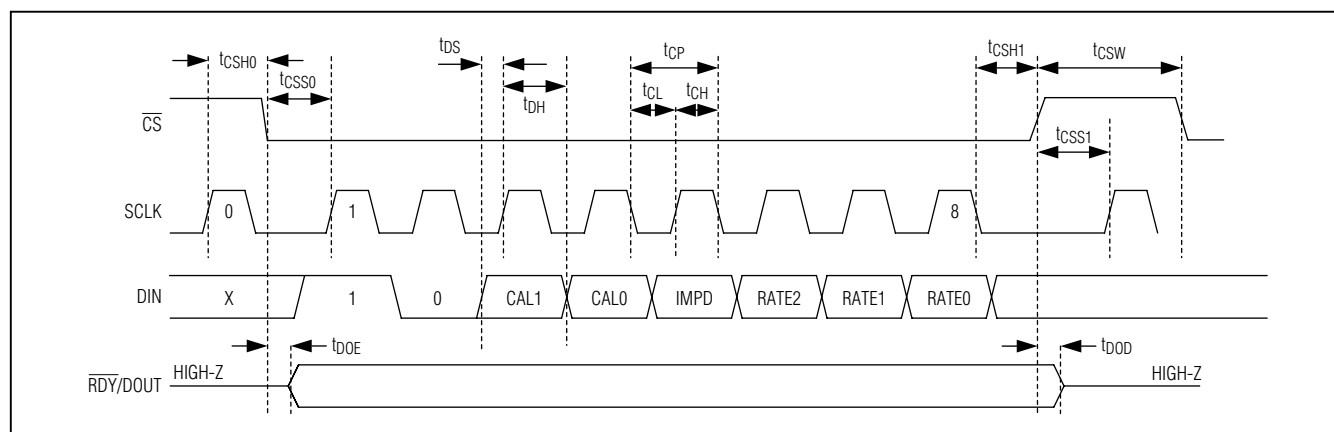 tCSH0
tCSS0
tDS
tDH
tCP
tCL
tCH
tCSH1
tCSW
tCSS1
CS
SCLK
0
1
8
DIN
X
1
0
CAL1
CAL0
IMPD
RATE2
RATE1
RATE0
tDOE
tDOD
RDY/DOUT
HIGH-Z
HIGH-Z